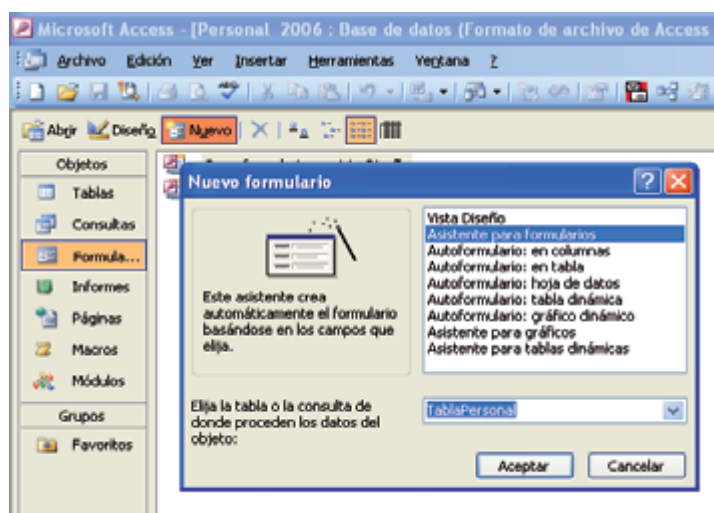 Microsoft Access - [Personal 2006 : Base de datos (Formato de archivo de Access
Archivo Edición Ver Insertar Herramientas Ventana ?
Abrir Diseño Nuevo
Objetos
Tablas
Consultas
Formula...
Informes
Páginas
Macros
Módulos
Grupos
Favoritos
Nuevo formulario
Este asistente crea
automáticamente el formulario
basándose en los campos que
elija.
Vista Diseño
Asistente para formularios
Autoformulario: en columnas
Autoformulario: en tabla
Autoformulario: hoja de datos
Autoformulario: tabla dinámica
Autoformulario: gráfico dinámico
Asistente para gráficos
Asistente para tablas dinámicas
Elija la tabla o la consulta de
donde proceden los datos del
objeto:
TablaPersonal
Aceptar Cancelar